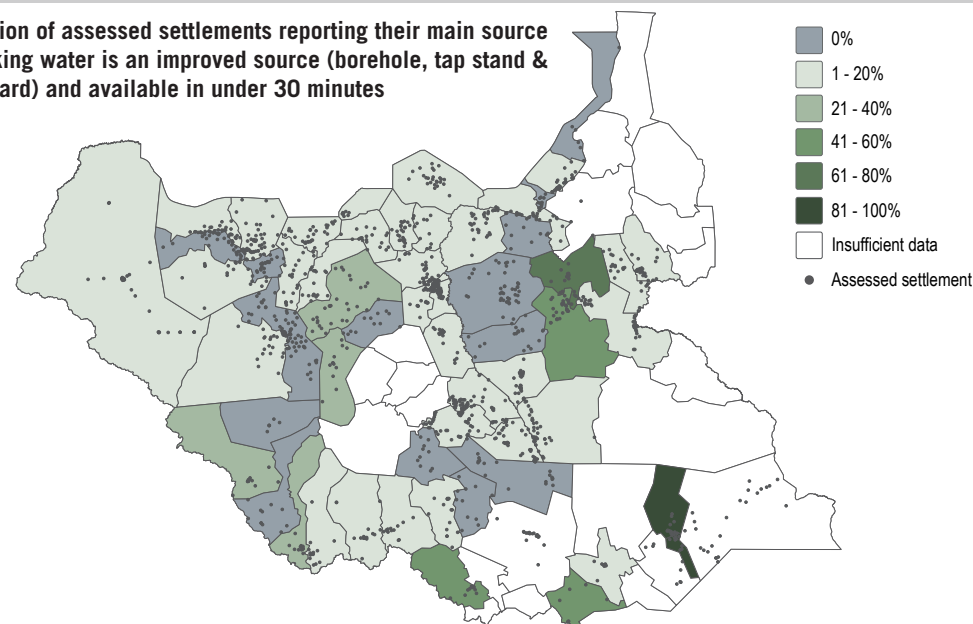 ion of assessed settlements reporting their main source
king water is an improved source (borehole, tap stand &
ard) and available in under 30 minutes
0%
1 - 20%
21 - 40%
41 - 60%
61 - 80%
81 - 100%
Insufficient data
Assessed settlement